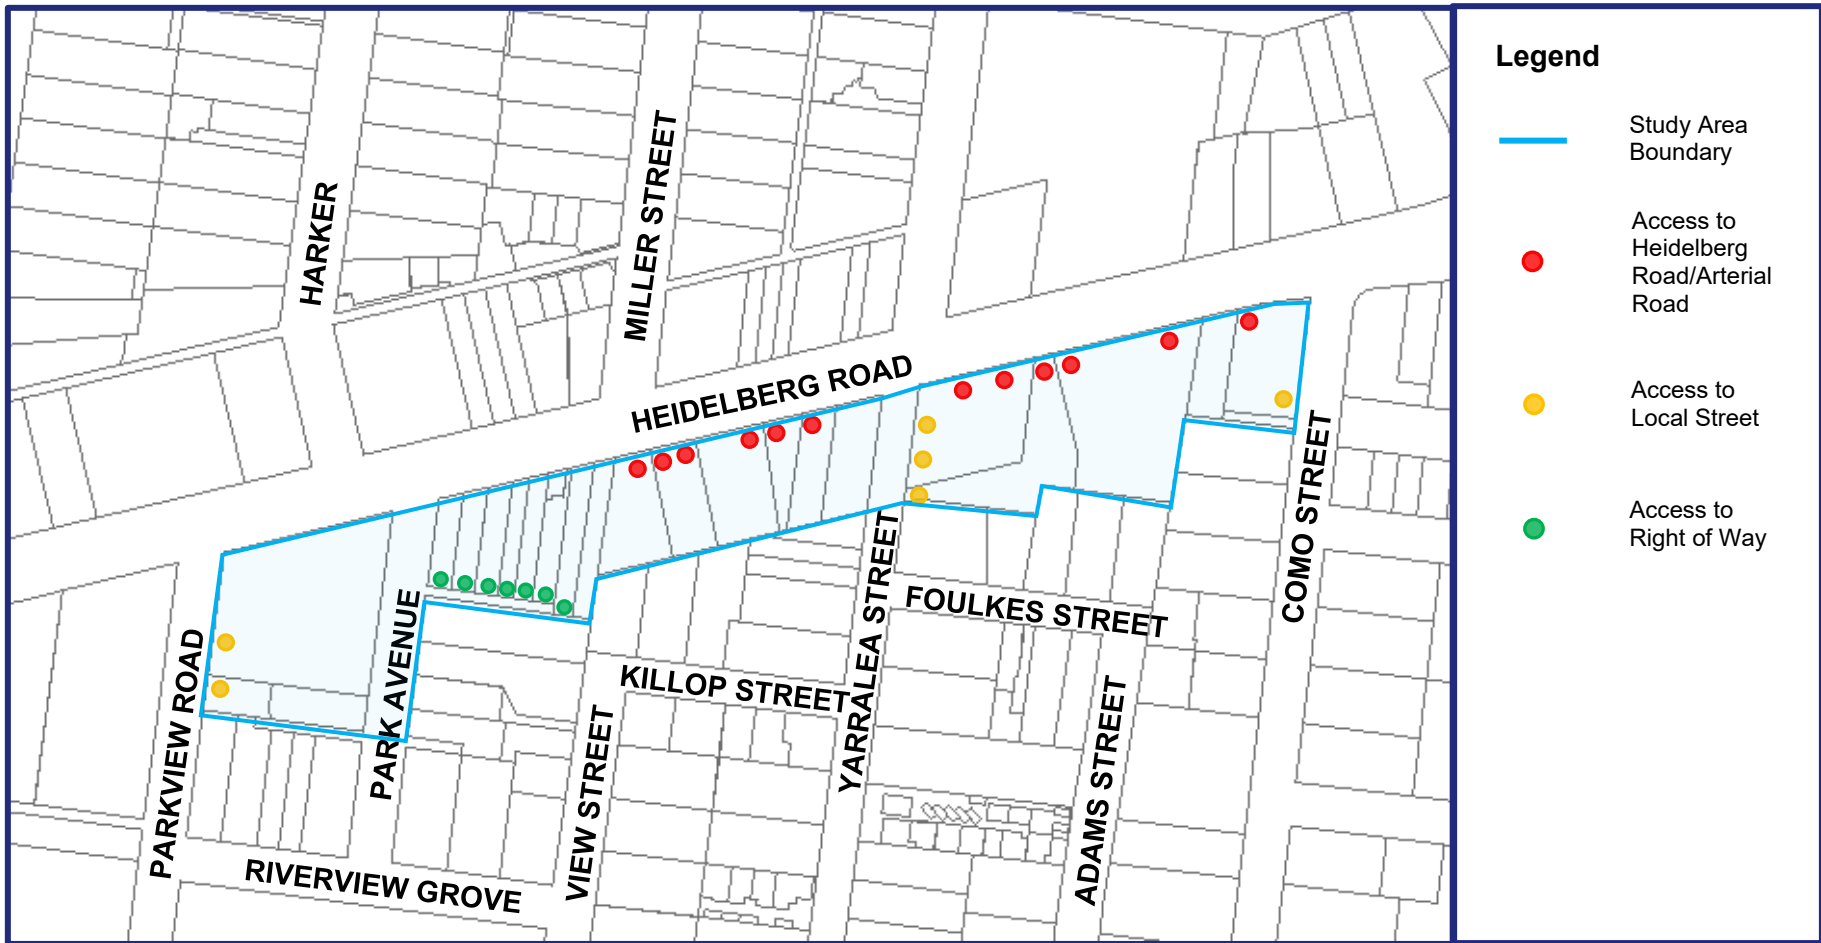 HARKER
MILLER STREET
HEIDELBERG ROAD
PARKVIEW ROAD
PARK AVENUE
VIEW STREET
KILLOP STREET
YARRALEA STREET
FOULKES STREET
ADAMS STREET
COMO STREET
RIVERVIEW GROVE
Legend
Study Area
Boundary
Access to
Heidelberg
Road/Arterial
Road
Access to
Local Street
Access to
Right of Way